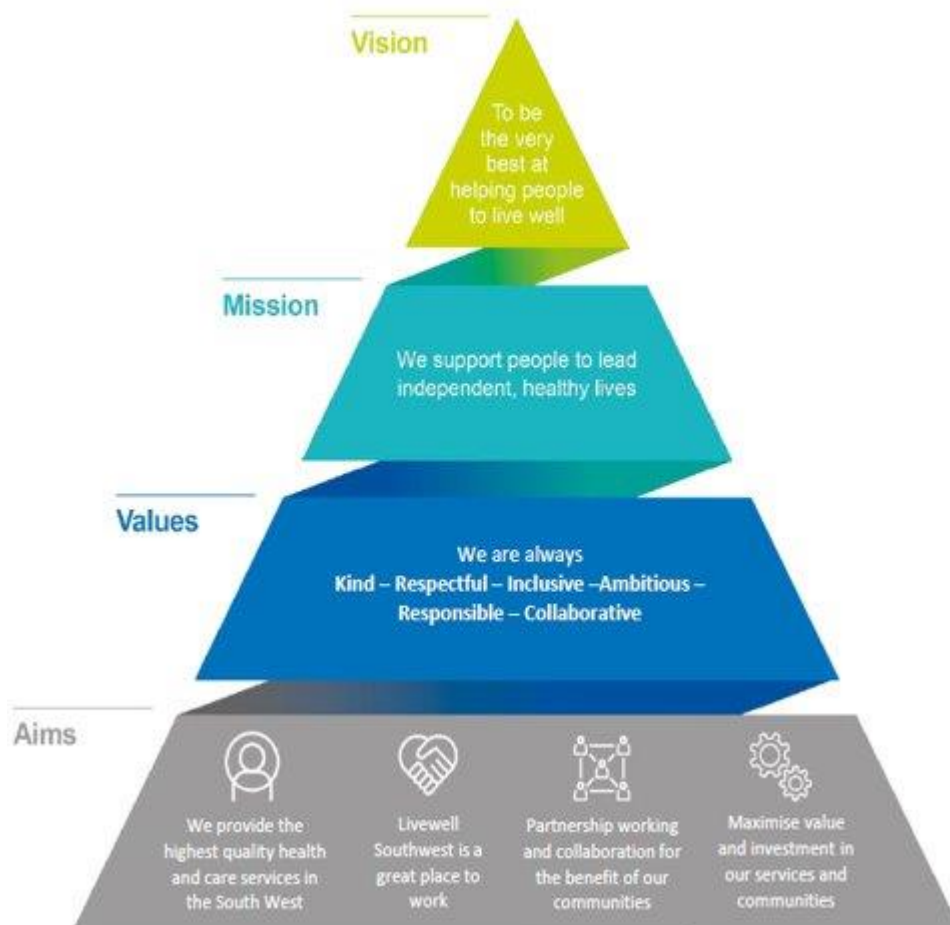 Vision
To be
the very
best at
helping people
to live well
Mission
We support people to lead
independent, healthy lives
Values
We are always
Kind – Respectful – Inclusive –Ambitious –
Responsible – Collaborative
Aims
We provide the
highest quality health
and care services in
the South West
Livewell
Southwest is a
great place to
work
Partnership working
and collaboration for
the benefit of our
communities
Maximise value
and investment in
our services and
communities